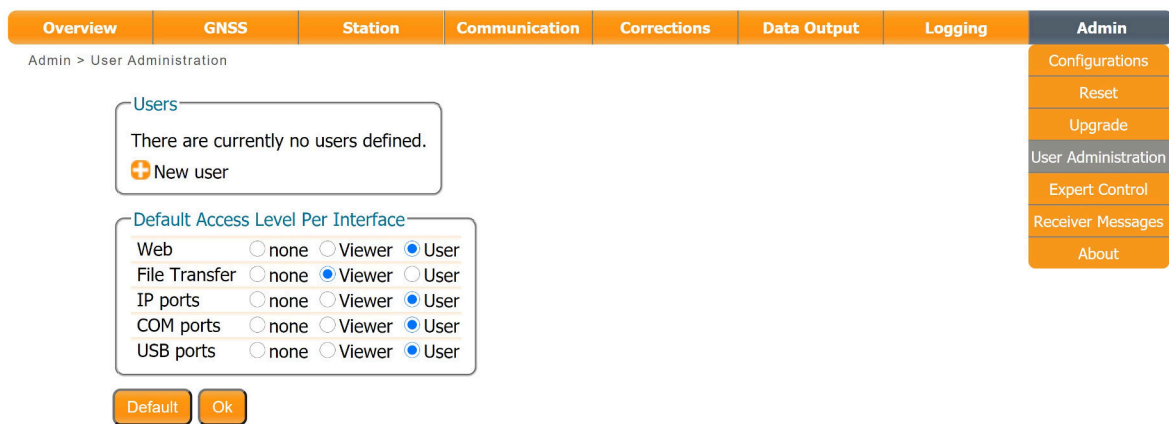 Overview GNSS Station Communication Corrections Data Output Logging Admin
Admin > User Administration
Configurations
Reset
Upgrade
User Administration
Expert Control
Receiver Messages
About
Users
There are currently no users defined.
New user
Default Access Level Per Interface
Web none Viewer User
File Transfer none Viewer User
IP ports none Viewer User
COM ports none Viewer User
USB ports none Viewer User
Default Ok